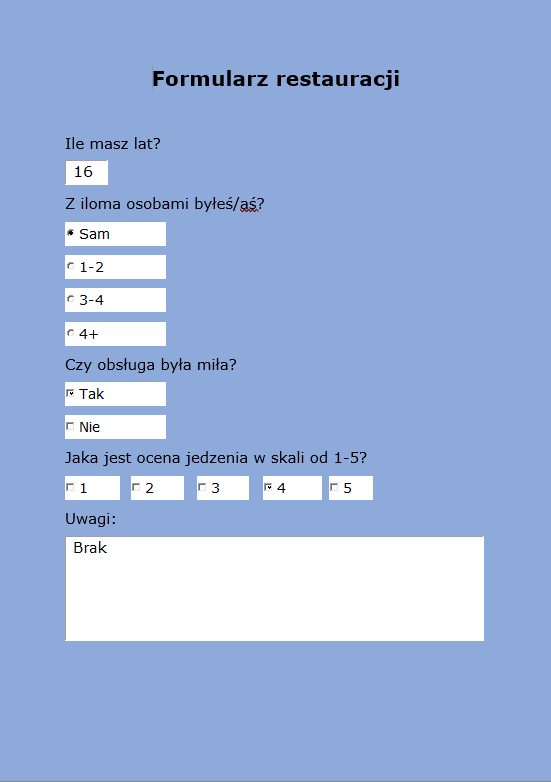 Formularz restauracji
Ile masz lat?
16
Z iloma osobami byłeś/aś?
Sam
1-2
3-4
4+
Czy obsługa była miła?
Tak
Nie
Jaka jest ocena jedzenia w skali od 1-5?
1 2 3 4 5
Uwagi:
Brak